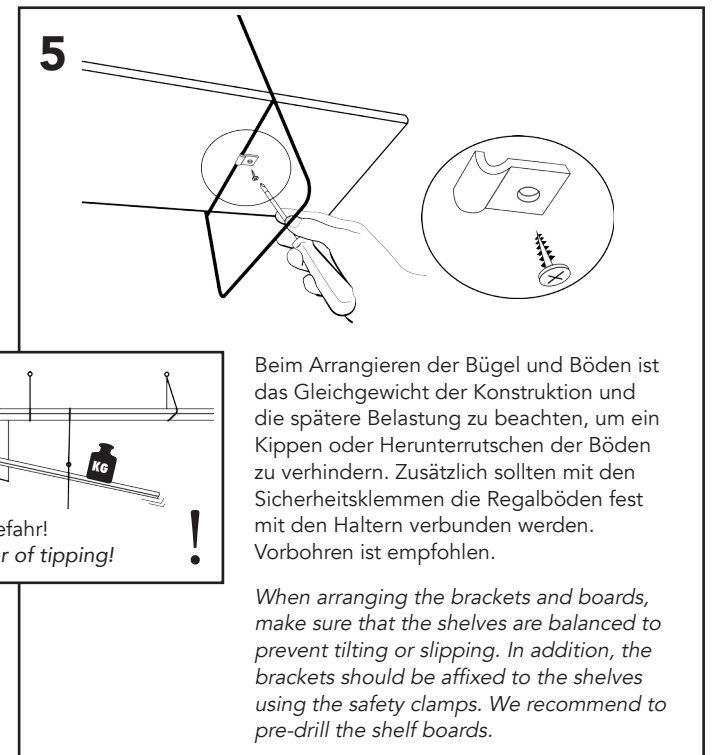 5
Beim Arrangieren der Bügel und Böden ist
das Gleichgewicht der Konstruktion und
die spätere Belastung zu beachten, um ein
Kippen oder Herunterrutschen der Böden
zu verhindern. Zusätzlich sollten mit den
Sicherheitsklemmen die Regalböden fest
mit den Haltern verbunden werden.
Vorbohren ist empfohlen.
When arranging the brackets and boards,
make sure that the shelves are balanced to
prevent tilting or slipping. In addition, the
brackets should be affixed to the shelves
using the safety clamps. We recommend to
pre-drill the shelf boards.
KG
efahr!
of tipping!
!